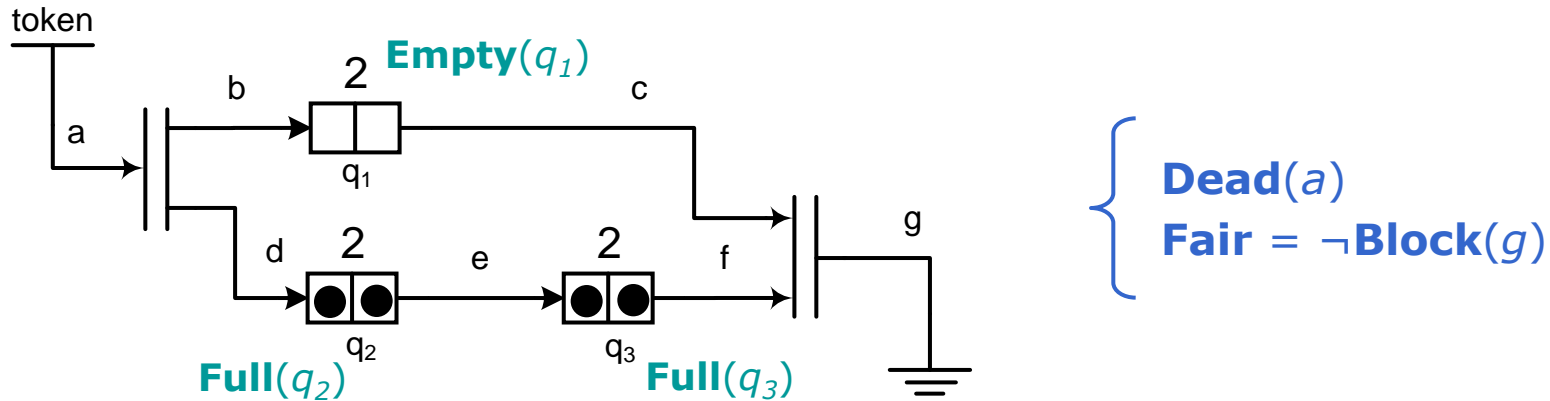 token
Empty(q₁)
2
b
c
a
q₁
Dead(a)
Fair = ¬Block(g)
g
2
2
d
e
f
q₂
q₃
Full(q₂)
Full(q₃)